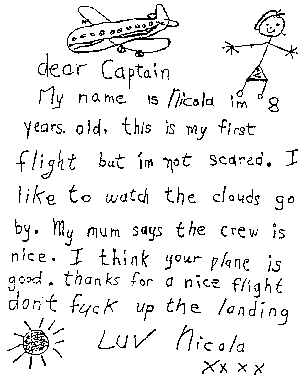 dear Captain
My name is Nicola im 8
years. old, this is my first
flight but im not scared. I
like to watch the clouds go
by. My mum says the crew is
nice. I think your plane is
good. thanks for a nice flight
don't fuck up the landing
LUV Nicola
xxxx